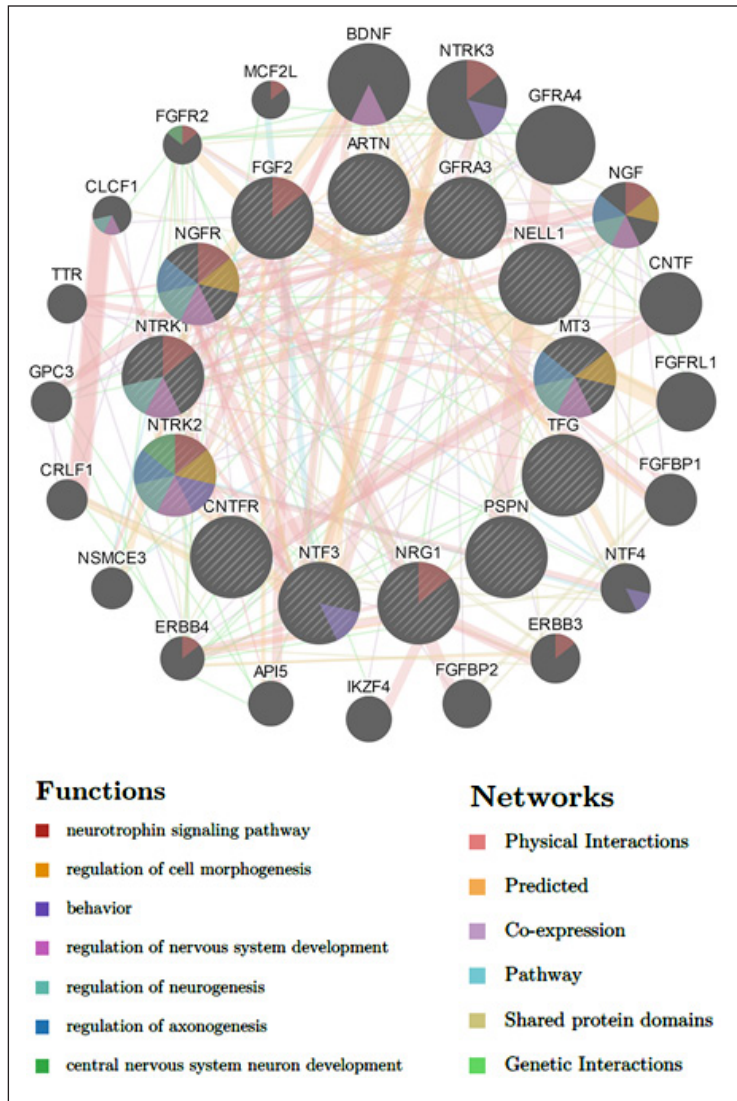 BDNF
NTRK3
MCF2L
GFRA4
FGFR2
ARTN
FGF2
GFRA3
CLCF1
NGF
NGFR
NELL1
TTR
CNTF
NTRK1
MT3
GPC3
FGFRL1
NTRK2
TFG
CRLF1
FGFBP1
CNTFR
PSPN
NSMCE3
NTF3
NRG1
NTF4
ERBB4
ERBB3
API5
IKZF4
FGFBP2
Functions
neurotrophin signaling pathway
regulation of cell morphogenesis
behavior
regulation of nervous system development
regulation of neurogenesis
regulation of axonogenesis
central nervous system neuron development
Networks
Physical Interactions
Predicted
Co-expression
Pathway
Shared protein domains
Genetic Interactions